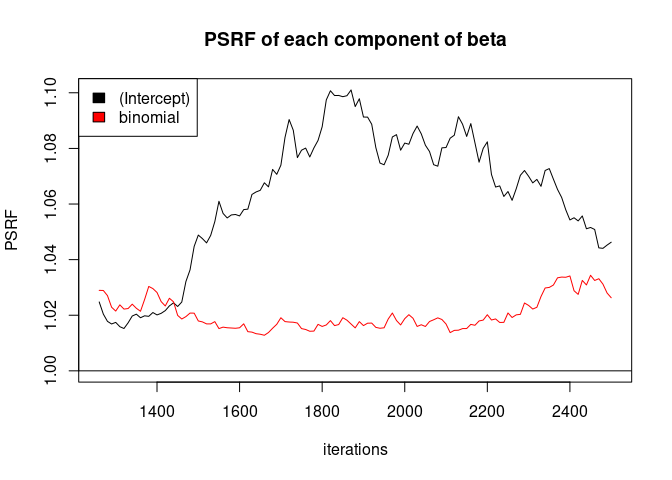 PSRF of each component of beta
(Intercept)
binomial
PSRF
1.10
1.08
1.06
1.04
1.02
1.00
1400 1600 1800 2000 2200 2400
iterations